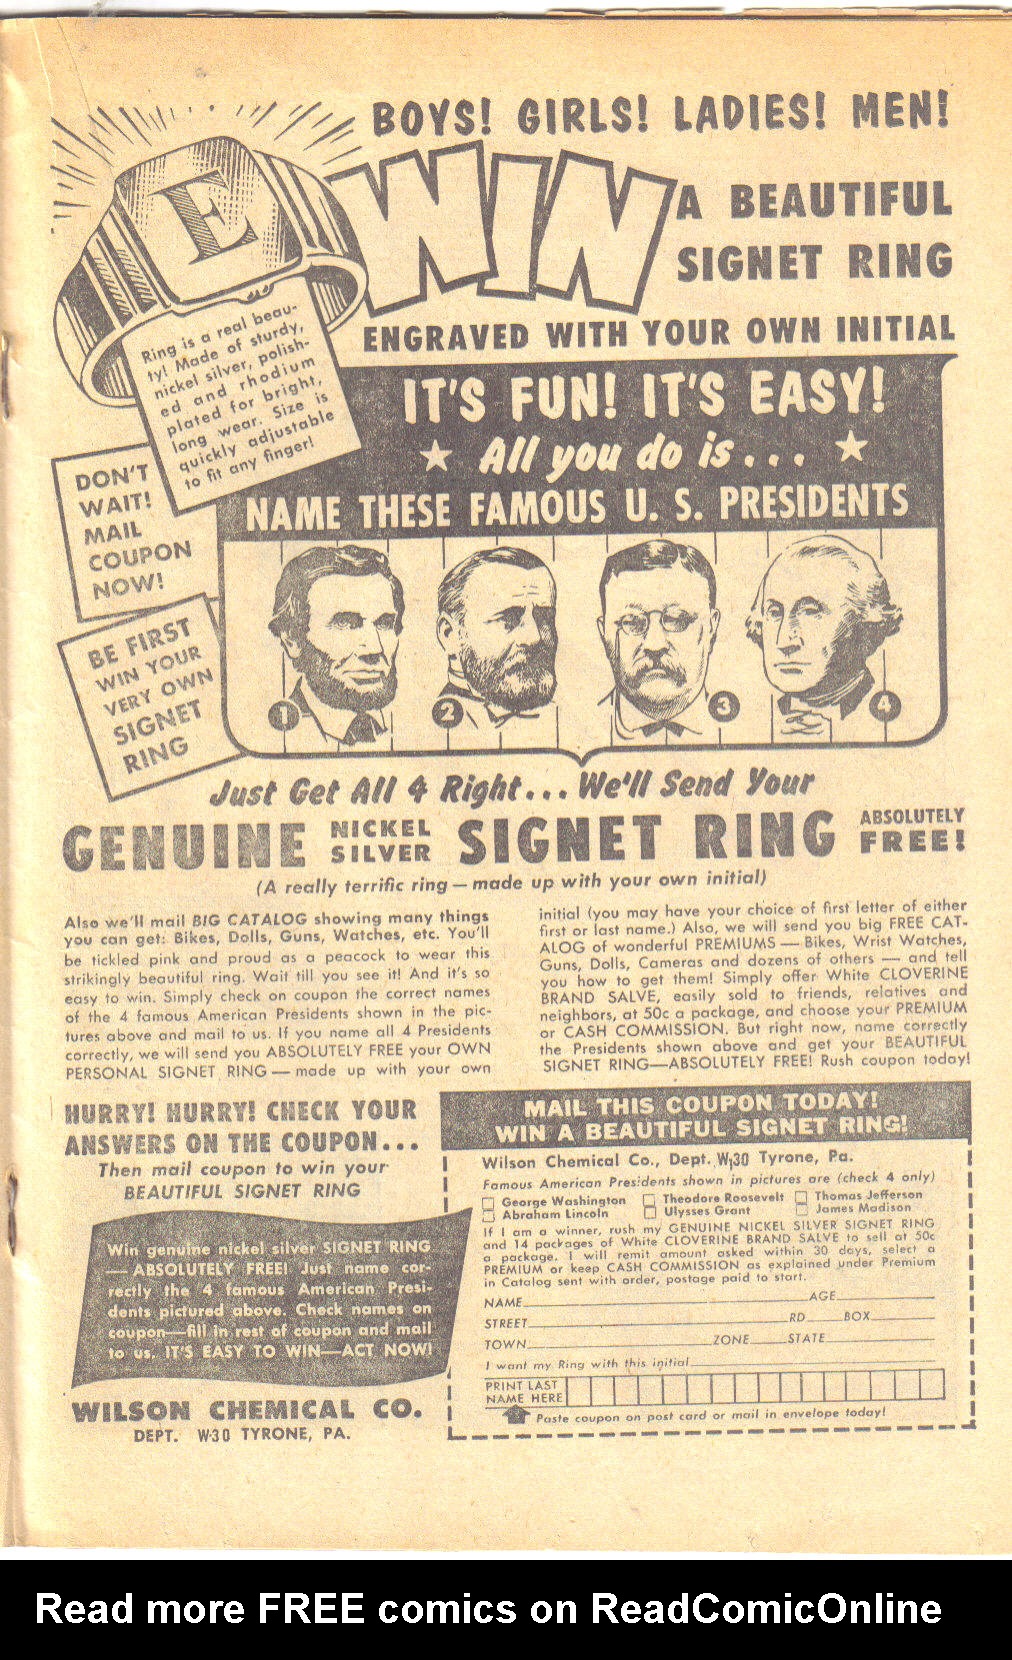 BOYS! GIRLS! LADIES! MEN!
E
WIN
A BEAUTIFUL
SIGNET RING
ENGRAVED WITH YOUR OWN INITIAL
Ring is a real beau-
ty! Made of sturdy,
nickel silver, polish-
ed and rhodium
plated for bright,
long wear. Size is
quickly adjustable
to fit any finger!
DON'T
WAIT!
MAIL
COUPON
NOW!
BE FIRST
WIN YOUR
VERY OWN
SIGNET
RING
IT'S FUN! IT'S EASY!
All you do is...
NAME THESE FAMOUS U. S. PRESIDENTS
1 2 3 4
Just Get All 4 Right... We'll Send Your
GENUINE NICKEL SILVER SIGNET RING ABSOLUTELY FREE!
(A really terrific ring — made up with your own initial)
Also we'll mail BIG CATALOG showing many things
you can get: Bikes, Dolls, Guns, Watches, etc. You'll
be tickled pink and proud as a peacock to wear this
strikingly beautiful ring. Wait till you see it! And it's so
easy to win. Simply check on coupon the correct names
of the 4 famous American Presidents shown in the pic-
tures above and mail to us. If you name all 4 Presidents
correctly, we will send you ABSOLUTELY FREE your OWN
PERSONAL SIGNET RING — made up with your own
initial (you may have your choice of first letter of either
first or last name.) Also, we will send you big FREE CAT-
ALOG of wonderful PREMIUMS — Bikes, Wrist Watches,
Guns, Dolls, Cameras and dozens of others — and tell
you how to get them! Simply offer White CLOVERINE
BRAND SALVE, easily sold to friends, relatives and
neighbors, at 50c a package, and choose your PREMIUM
or CASH COMMISSION. But right now, name correctly
the Presidents shown above and get your BEAUTIFUL
SIGNET RING—ABSOLUTELY FREE! Rush coupon today!
HURRY! HURRY! CHECK YOUR
ANSWERS ON THE COUPON...
Then mail coupon to win your
BEAUTIFUL SIGNET RING
Win genuine nickel silver SIGNET RING
— ABSOLUTELY FREE! Just name cor-
rectly the 4 famous American Presi-
dents pictured above. Check names on
coupon—fill in rest of coupon and mail
to us. IT'S EASY TO WIN—ACT NOW!
WILSON CHEMICAL CO.
DEPT. W-30 TYRONE, PA.
MAIL THIS COUPON TODAY!
WIN A BEAUTIFUL SIGNET RING!
Wilson Chemical Co., Dept. W-30 Tyrone, Pa.
Famous American Presidents shown in pictures are (check 4 only)
George Washington Theodore Roosevelt Thomas Jefferson
Abraham Lincoln Ulysses Grant James Madison
If I am a winner, rush my GENUINE NICKEL SILVER SIGNET RING
and 14 packages of White CLOVERINE BRAND SALVE to sell at 50c
a package. I will remit amount asked within 30 days, select a
PREMIUM or keep CASH COMMISSION as explained under Premium
in Catalog sent with order, postage paid to start.
NAME AGE
STREET RD BOX
TOWN ZONE STATE
I want my Ring with this initial
PRINT LAST
NAME HERE
Paste coupon on post card or mail in envelope today!
Read more FREE comics on ReadComicOnline